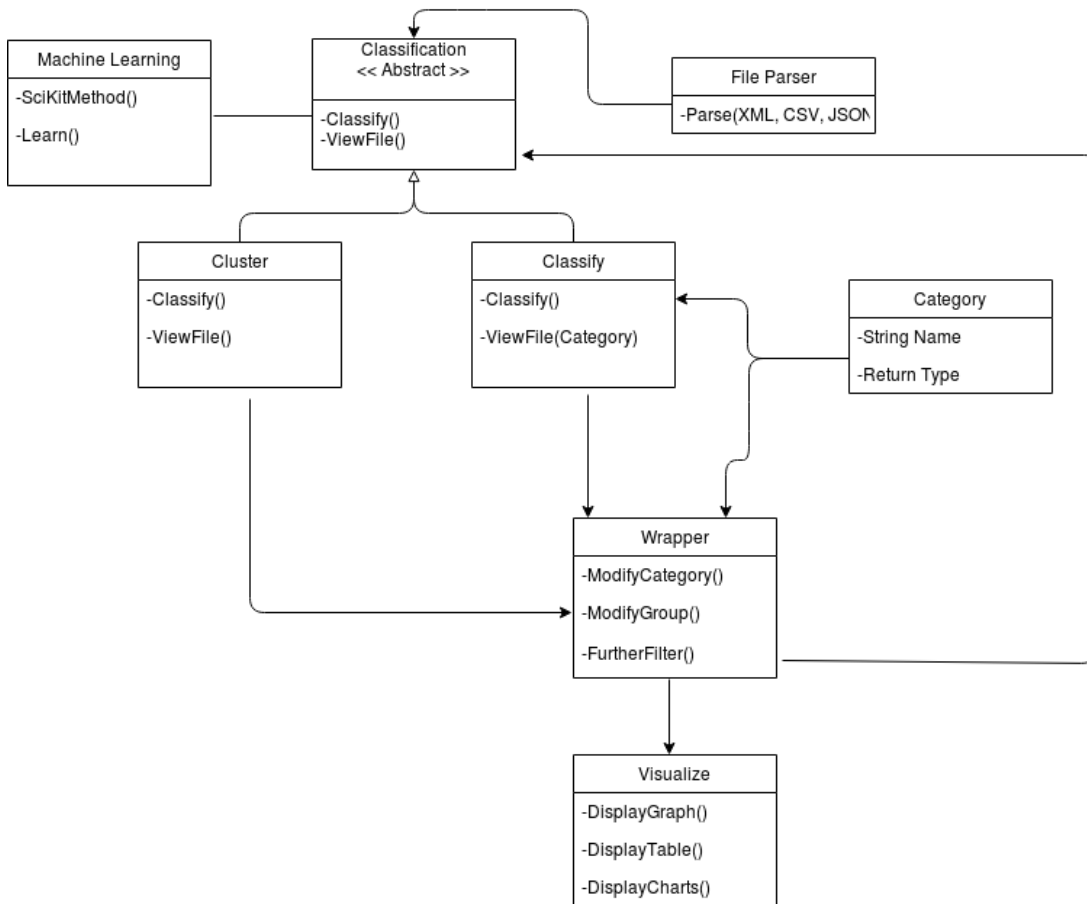 Machine Learning
-SciKitMethod()
-Learn()
Classification
<< Abstract >>
-Classify()
-ViewFile()
File Parser
-Parse(XML, CSV, JSON
Cluster
-Classify()
-ViewFile()
Classify
-Classify()
-ViewFile(Category)
Category
-String Name
-Return Type
Wrapper
-ModifyCategory()
-ModifyGroup()
-FurtherFilter()
Visualize
-DisplayGraph()
-DisplayTable()
-DisplayCharts()